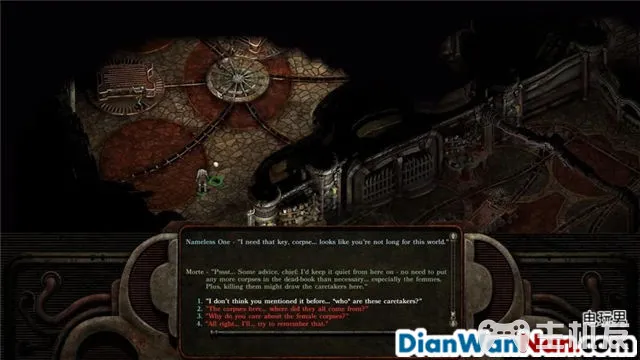 Nameless One - "I need that key, corpse... looks like you're not long for this world."
Morte - "Pssst... Some advice, chief: I'd keep it quiet from here on - no need to put
any more corpses in the dead-book than necessary... especially the femmes.
Plus, killing them might draw the caretakers here."
1. "I don't think you mentioned it before... *who* are these caretakers?"
2. "The corpses here... where did they all come from?"
3. "Why do you care about the female corpses?"
4. "All right... I'll... try to remember that."
电玩男
DianWanNan.com